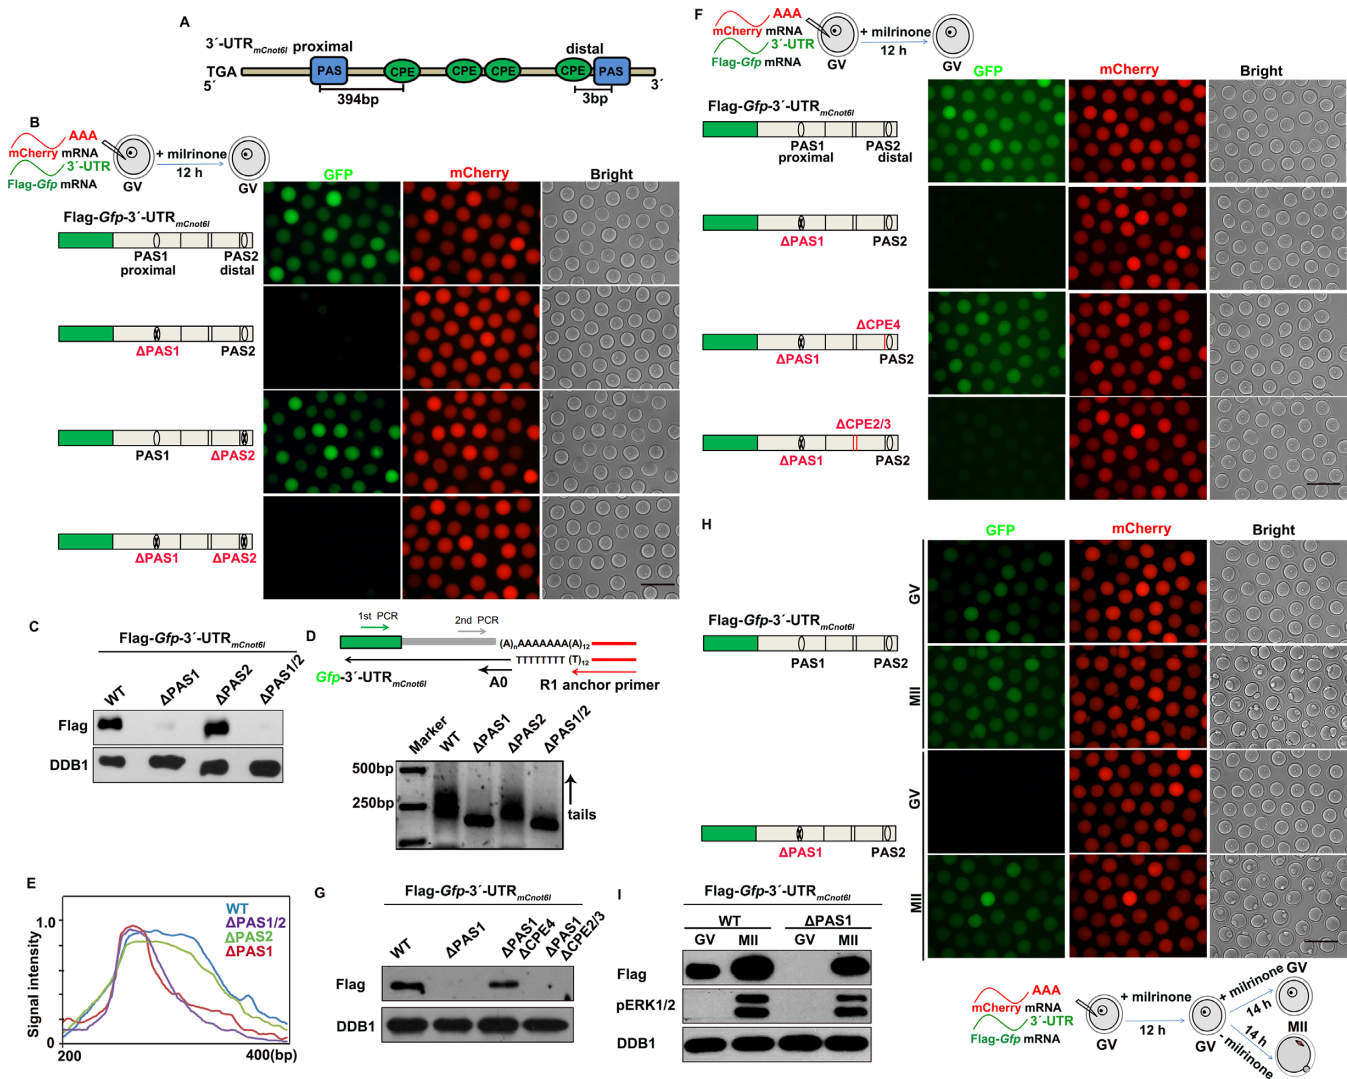 A
3´-UTRmCnot6l
proximal
distal
TGA
PAS
CPE
CPE
CPE
CPE
PAS
5´
3´
394bp
3bp
B
AAA
mCherry mRNA
3´-UTR
Flag-Gfp mRNA
+ milrinone
12 h
GV
GV
GFP
mCherry
Bright
Flag-Gfp-3´-UTRmCnot6l
PAS1
PAS2
proximal
distal
ΔPAS1
PAS2
PAS1
ΔPAS2
ΔPAS1
ΔPAS2
C
Flag-Gfp-3´-UTRmCnot6l
WT
ΔPAS1
ΔPAS2
ΔPAS1/2
Flag
DDB1
D
1st PCR
2nd PCR
(A)nAAAAAAA(A)12
TTTTTTTT (T)12
Gfp-3´-UTRmCnot6l
A0
R1 anchor primer
Marker
WT
ΔPAS1
ΔPAS2
ΔPAS1/2
500bp
250bp
tails
E
Signal intensity
1.0
0
200
400(bp)
WT
ΔPAS1/2
ΔPAS2
ΔPAS1
F
AAA
mCherry mRNA
3´-UTR
Flag-Gfp mRNA
+ milrinone
12 h
GV
GV
GFP
mCherry
Bright
Flag-Gfp-3´-UTRmCnot6l
PAS1
PAS2
proximal
distal
ΔPAS1
PAS2
ΔCPE4
ΔPAS1
PAS2
ΔCPE2/3
ΔPAS1
PAS2
G
Flag-Gfp-3´-UTRmCnot6l
WT
ΔPAS1
ΔPAS1
ΔCPE4
ΔPAS1
ΔCPE2/3
Flag
DDB1
H
GFP
mCherry
Bright
GV
MII
GV
MII
Flag-Gfp-3´-UTRmCnot6l
PAS1
PAS2
ΔPAS1
PAS2
AAA
mCherry mRNA
3´-UTR
Flag-Gfp mRNA
+ milrinone
12 h
GV
GV
+ milrinone
14 h
GV
14 h
- milrinone
MII
I
Flag-Gfp-3´-UTRmCnot6l
WT
ΔPAS1
GV
MII
GV
MII
Flag
pERK1/2
DDB1